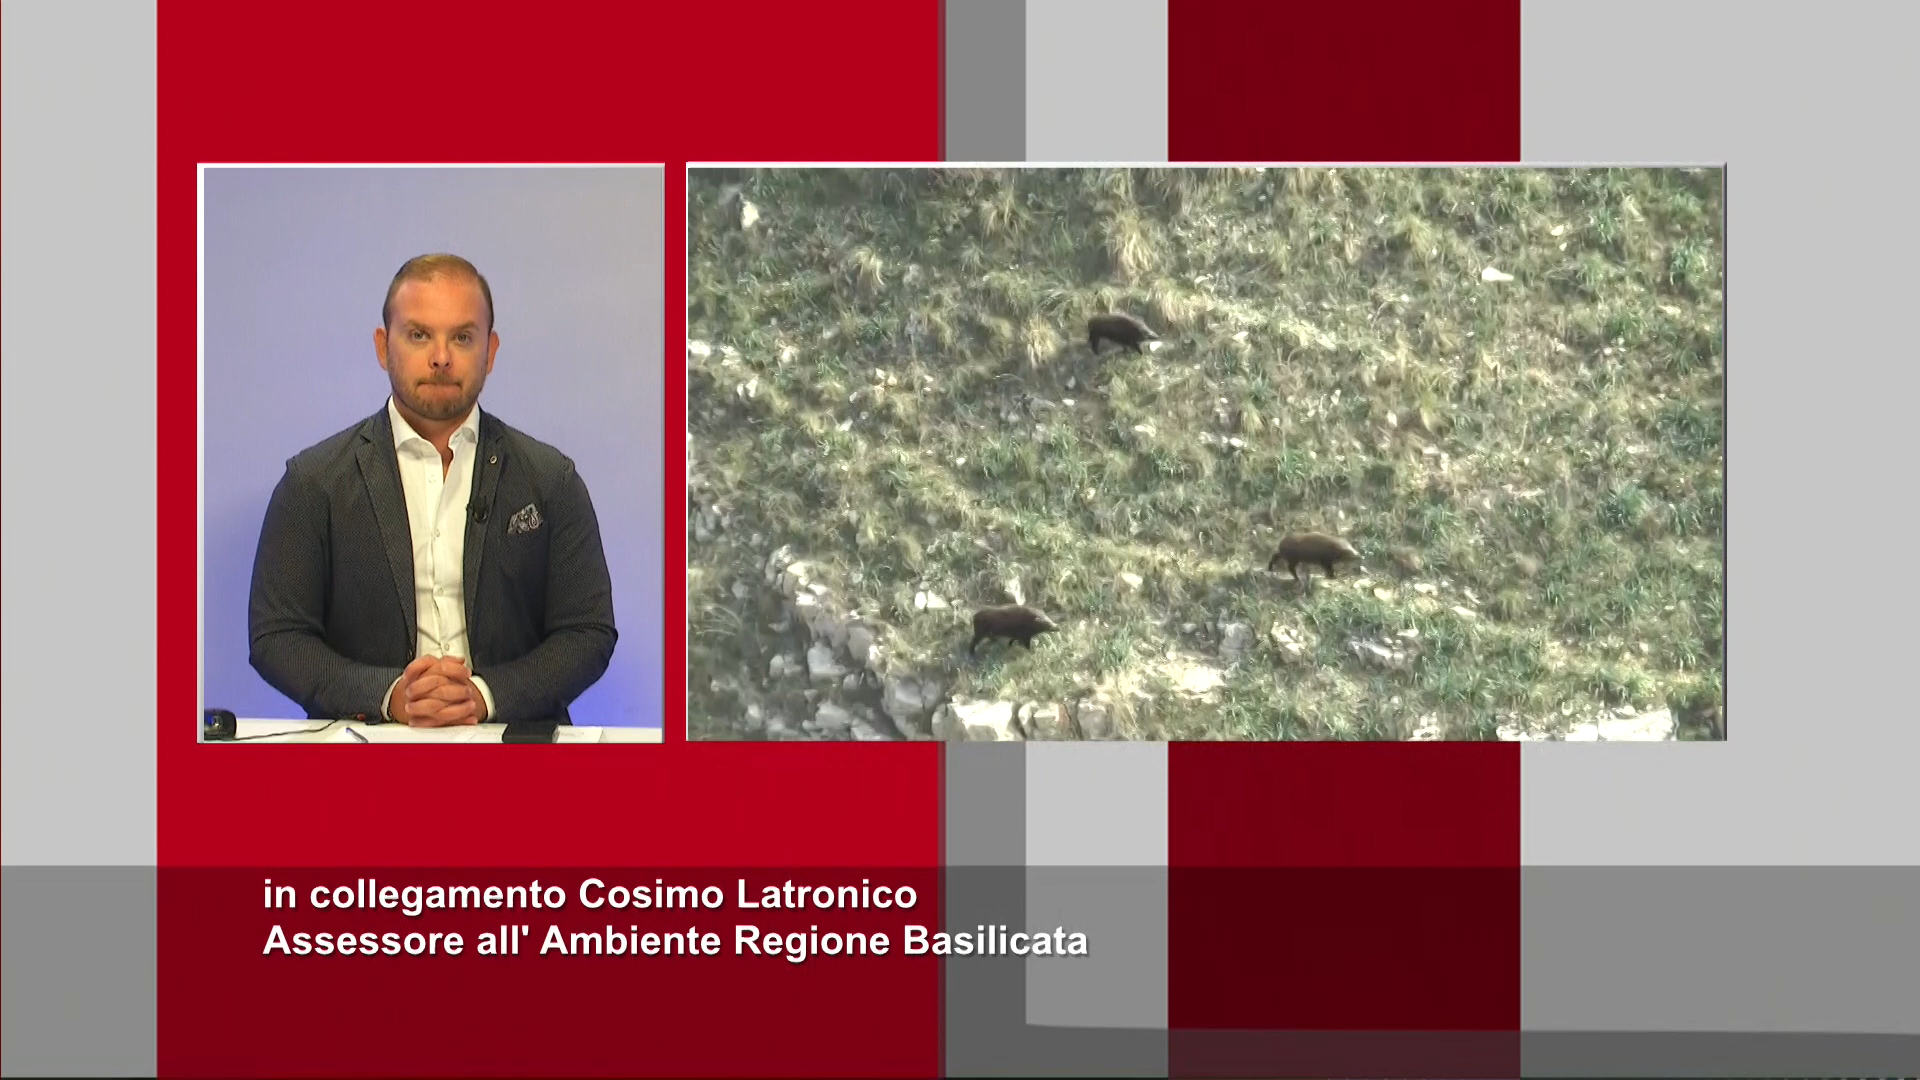 in collegamento Cosimo Latronico
Assessore all' Ambiente Regione Basilicata